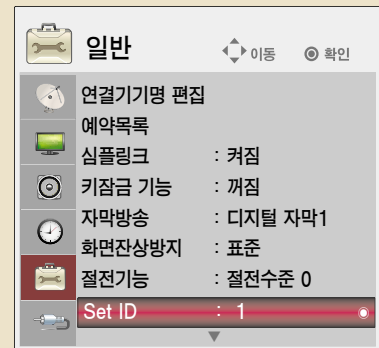 일반 이동 확인
연결기기명 편집
예약목록
심플링크 : 켜짐
키잠금 기능 : 꺼짐
자막방송 : 디지털 자막1
화면잔상방지 : 표준
절전기능 : 절전수준 0
Set ID : 1